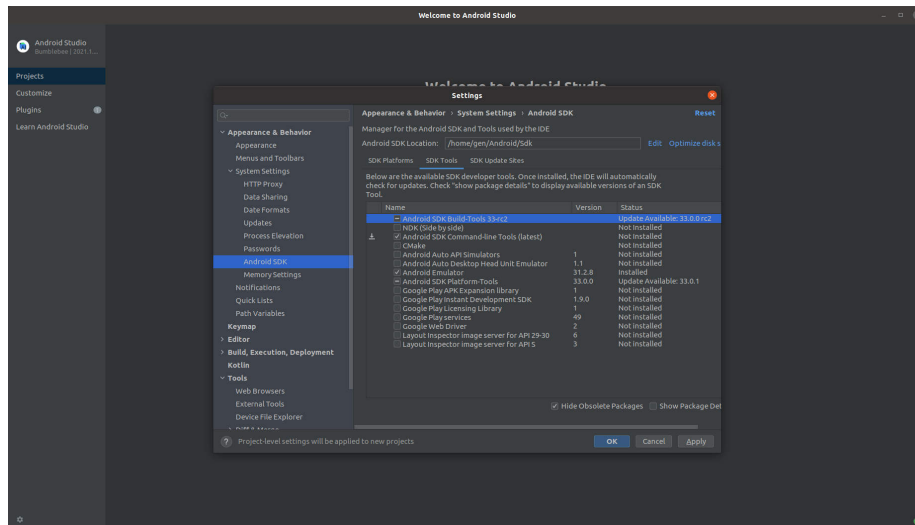 Welcome to Android Studio
Android Studio
Bumblebee | 2021.1...
Projects
Customize
Plugins
Learn Android Studio
Welcome to Android Studio
Settings
Appearance & Behavior
Appearance
Menus and Toolbars
System Settings
HTTP Proxy
Data Sharing
Date Formats
Updates
Process Elevation
Passwords
Android SDK
Memory Settings
Notifications
Quick Lists
Path Variables
Keymap
Editor
Build, Execution, Deployment
Kotlin
Tools
Web Browsers
External Tools
Device File Explorer
Appearance & Behavior › System Settings › Android SDK Reset
Manager for the Android SDK and Tools used by the IDE
Android SDK Location: /home/gen/Android/Sdk Edit Optimize disk s
SDK Platforms SDK Tools SDK Update Sites
Below are the available SDK developer tools. Once installed, the IDE will automatically
check for updates. Check "show package details" to display available versions of an SDK
Tool.
Name Version Status
Android SDK Build-Tools 33-rc2 Update Available: 33.0.0 rc2
NDK (Side by side) Not Installed
Android SDK Command-line Tools (latest) Not Installed
CMake Not Installed
Android Auto API Simulators 1 Not installed
Android Auto Desktop Head Unit Emulator 1.1 Not installed
Android Emulator 31.2.8 Installed
Android SDK Platform-Tools 33.0.0 Update Available: 33.0.1
Google Play APK Expansion library 1 Not installed
Google Play Instant Development SDK 1.9.0 Not installed
Google Play Licensing Library 1 Not installed
Google Play services 49 Not installed
Google Web Driver 2 Not installed
Layout Inspector image server for API 29-30 6 Not installed
Layout Inspector image server for API S 3 Not installed
Hide Obsolete Packages Show Package Det
? Project-level settings will be applied to new projects
OK Cancel Apply